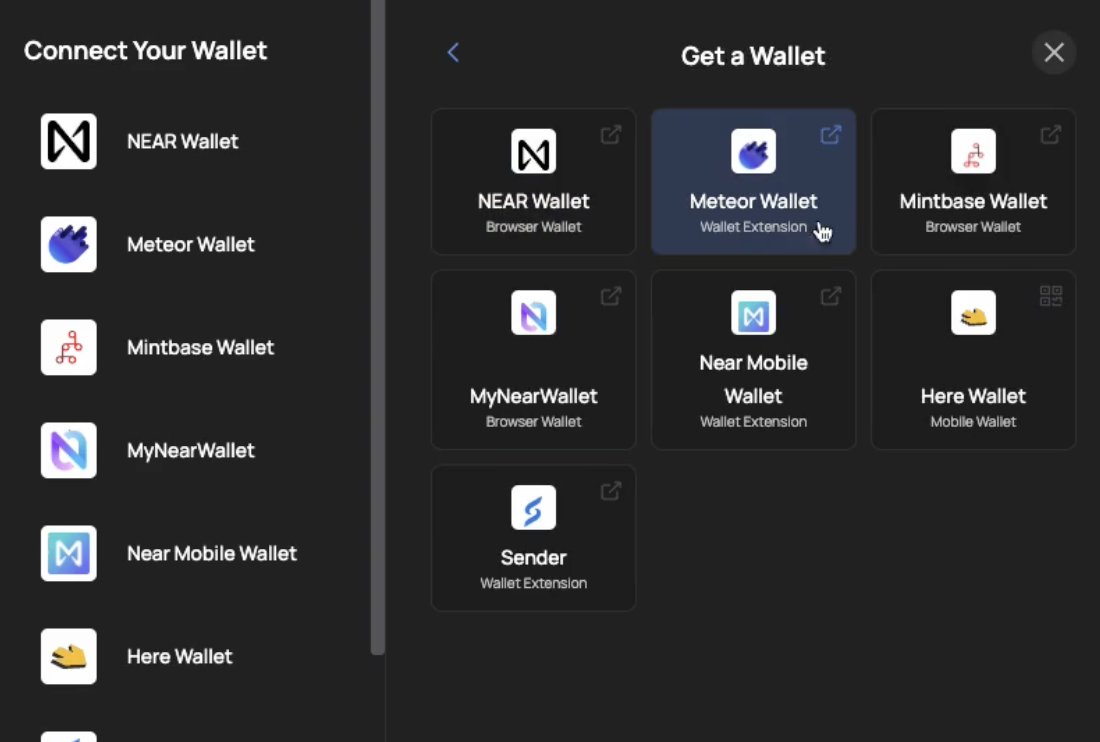 Connect Your Wallet
NEAR Wallet
Meteor Wallet
Mintbase Wallet
MyNearWallet
Near Mobile Wallet
Here Wallet
Get a Wallet
NEAR Wallet
Browser Wallet
Meteor Wallet
Wallet Extension
Mintbase Wallet
Browser Wallet
MyNearWallet
Browser Wallet
Near Mobile
Wallet
Wallet Extension
Here Wallet
Mobile Wallet
Sender
Wallet Extension